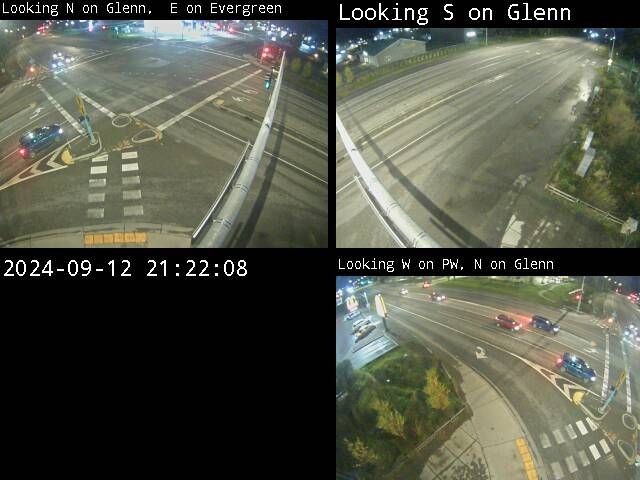 Looking N on Glenn,  E on Evergreen
Looking S on Glenn
2024-09-12 21:22:08
Looking W on PW, N on Glenn